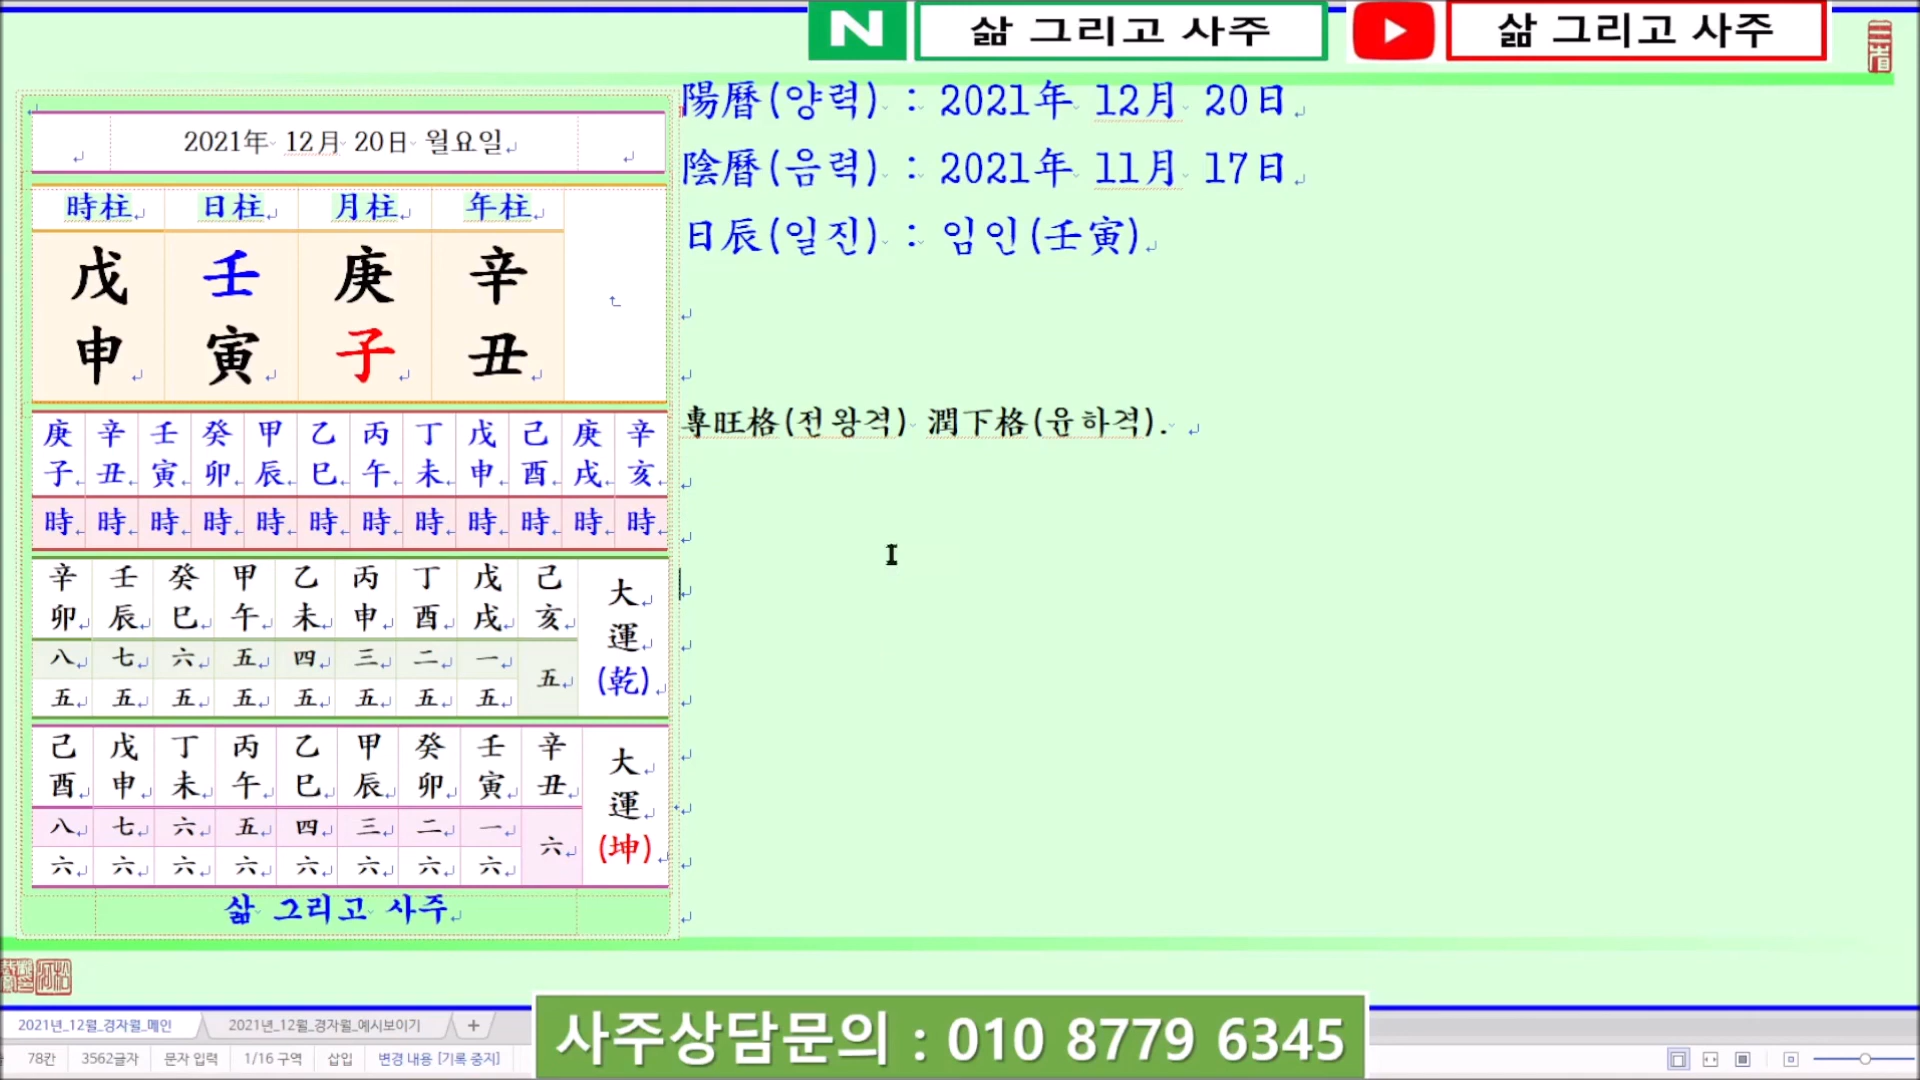 N 삶 그리고 사주 삶 그리고 사주
2021年 12月 20日 월요일
時柱 日柱 月柱 年柱
戊 壬 庚 辛
申 寅 子 丑
庚 辛 壬 癸 甲 乙 丙 丁 戊 己 庚 辛
子 丑 寅 卯 辰 巳 午 未 申 酉 戌 亥
時 時 時 時 時 時 時 時 時 時 時 時
辛 壬 癸 甲 乙 丙 丁 戊 己
卯 辰 巳 午 未 申 酉 戌 亥
八 七 六 五 四 三 二 一
五 五 五 五 五 五 五 五 五
大
運
(乾)
己 戊 丁 丙 乙 甲 癸 壬 辛
酉 申 未 午 巳 辰 卯 寅 丑
八 七 六 五 四 三 二 一
六 六 六 六 六 六 六 六 六
大
運
(坤)
삶 그리고 사주
陽曆(양력) : 2021年 12月 20日
陰曆(음력) : 2021年 11月 17日
日辰(일진) : 임인(壬寅)
專旺格(전왕격) 潤下格(윤하격).
2021년_12월_경자월_메인 2021년_12월_경자월_예시보이기 +
78칸 3562글자 문자 입력 1/16 구역 삽입 변경 내용 [기록 중지]
사주상담문의 : 010 8779 6345